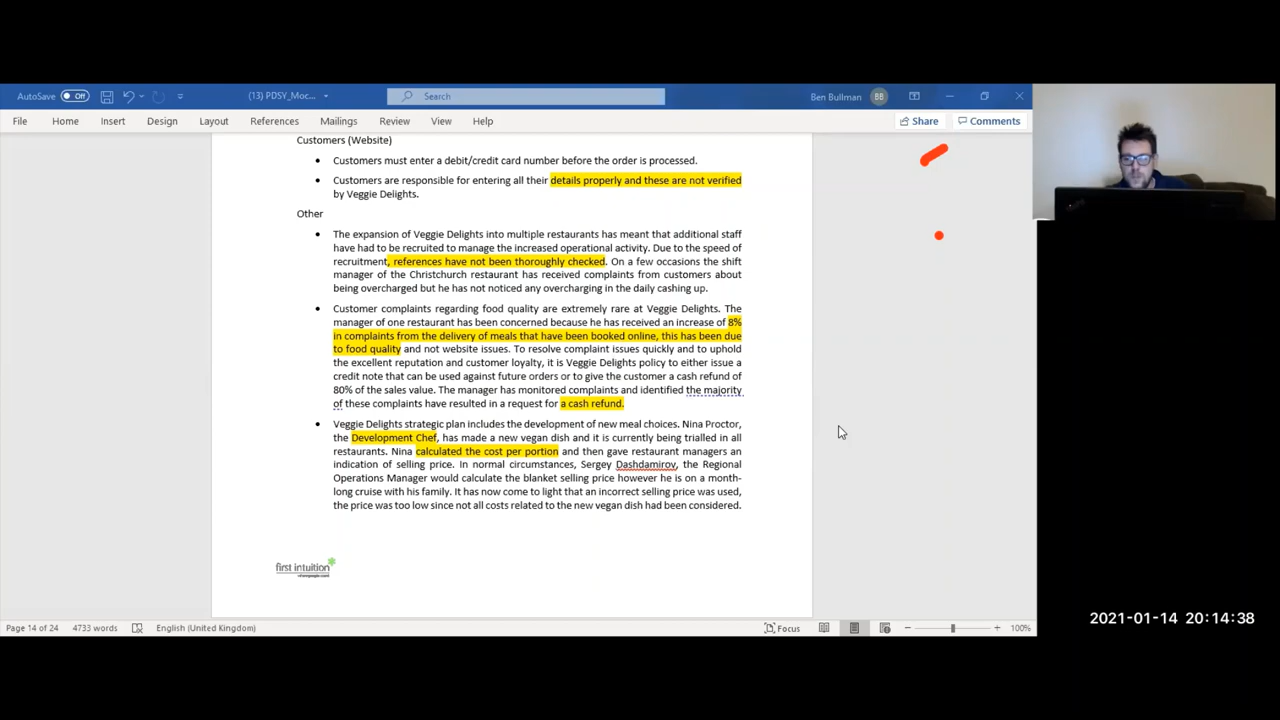 AutoSave Off (13) PDSY_Moc... Search Ben Bullman BB
File Home Insert Design Layout References Mailings Review View Help Share Comments
Customers (Website)
• Customers must enter a debit/credit card number before the order is processed.
• Customers are responsible for entering all their details properly and these are not verified
by Veggie Delights.
Other
• The expansion of Veggie Delights into multiple restaurants has meant that additional staff
have had to be recruited to manage the increased operational activity. Due to the speed of
recruitment, references have not been thoroughly checked. On a few occasions the shift
manager of the Christchurch restaurant has received complaints from customers about
being overcharged but he has not noticed any overcharging in the daily cashing up.
• Customer complaints regarding food quality are extremely rare at Veggie Delights. The
manager of one restaurant has been concerned because he has received an increase of 8%
in complaints from the delivery of meals that have been booked online, this has been due
to food quality and not website issues. To resolve complaint issues quickly and to uphold
the excellent reputation and customer loyalty, it is Veggie Delights policy to either issue a
credit note that can be used against future orders or to give the customer a cash refund of
80% of the sales value. The manager has monitored complaints and identified the majority
of these complaints have resulted in a request for a cash refund.
• Veggie Delights strategic plan includes the development of new meal choices. Nina Proctor,
the Development Chef, has made a new vegan dish and it is currently being trialled in all
restaurants. Nina calculated the cost per portion and then gave restaurant managers an
indication of selling price. In normal circumstances, Sergey Dashdamirov, the Regional
Operations Manager would calculate the blanket selling price however he is on a month-
long cruise with his family. It has now come to light that an incorrect selling price was used,
the price was too low since not all costs related to the new vegan dish had been considered.
first intuition
2021-01-14 20:14:38
Page 14 of 24 4733 words English (United Kingdom) Focus 100%